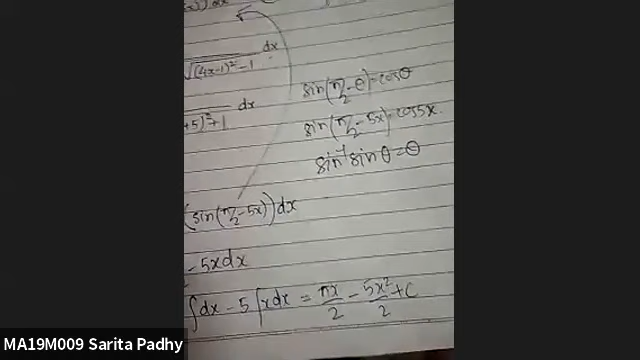 dx
√(4x-1)²-1 dx
+5)²+1 dx
sin(π/2-θ)=cosθ
sin(π/2-5x)=cos5x.
sin⁻¹sinθ=θ
(sin(π/2-5x))dx
-5xdx
∫dx-5∫xdx=πx/2-5x²/2+C
MA19M009 Sarita Padhy